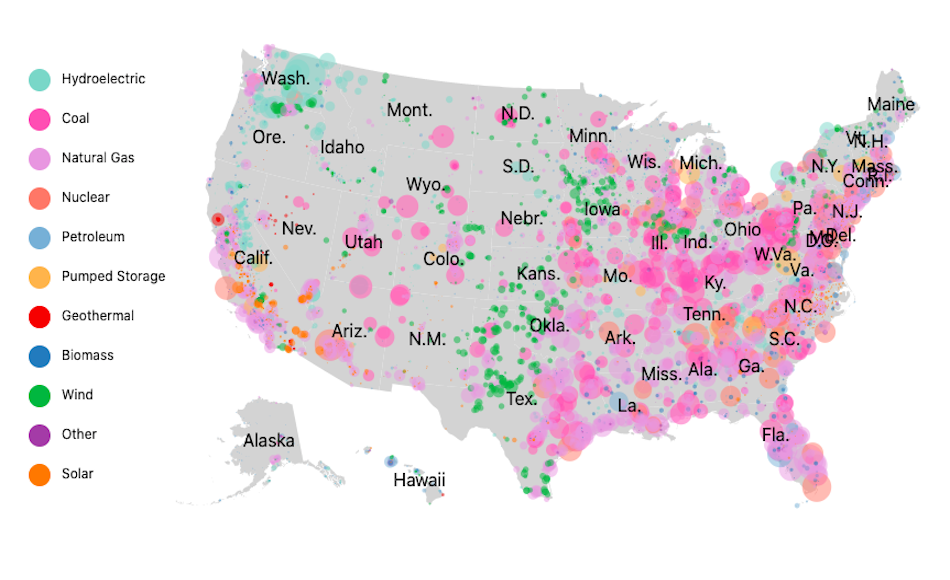 Hydroelectric
Coal
Natural Gas
Nuclear
Petroleum
Pumped Storage
Geothermal
Biomass
Wind
Other
Solar
Wash.
Mont.
N.D.
Minn.
Maine
Ore.
Idaho
Vt.
N.H.
S.D.
Wis.
Mich.
N.Y.
Mass.
R.I.
Conn.
Wyo.
Nebr.
Iowa
Pa.
N.J.
Nev.
Utah
Ill.
Ind.
Ohio
Md.
Del.
D.C.
Calif.
Colo.
Kans.
Mo.
Ky.
W.Va.
Va.
Ariz.
N.M.
Okla.
Ark.
Tenn.
N.C.
S.C.
Miss.
Ala.
Ga.
Tex.
La.
Fla.
Alaska
Hawaii